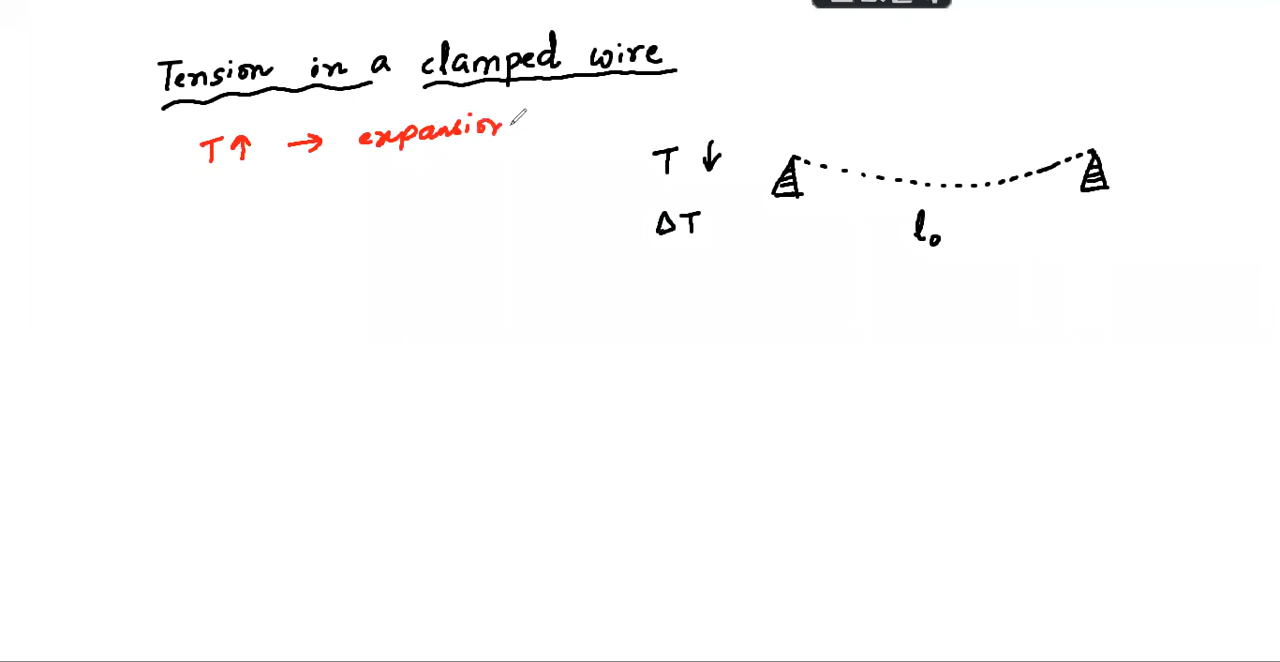 Tension in a clamped wire
T↑ → expansion
T ↓
ΔT
l₀